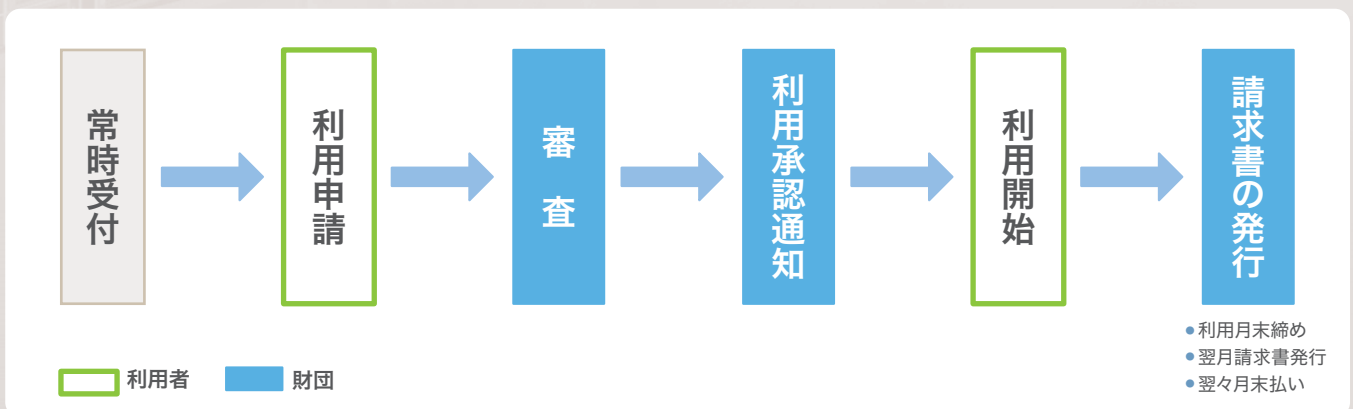 常時受付
利用申請
審査
利用承認通知
利用開始
請求書の発行
●利用月末締め
●翌月請求書発行
●翌々月末払い
利用者
財団